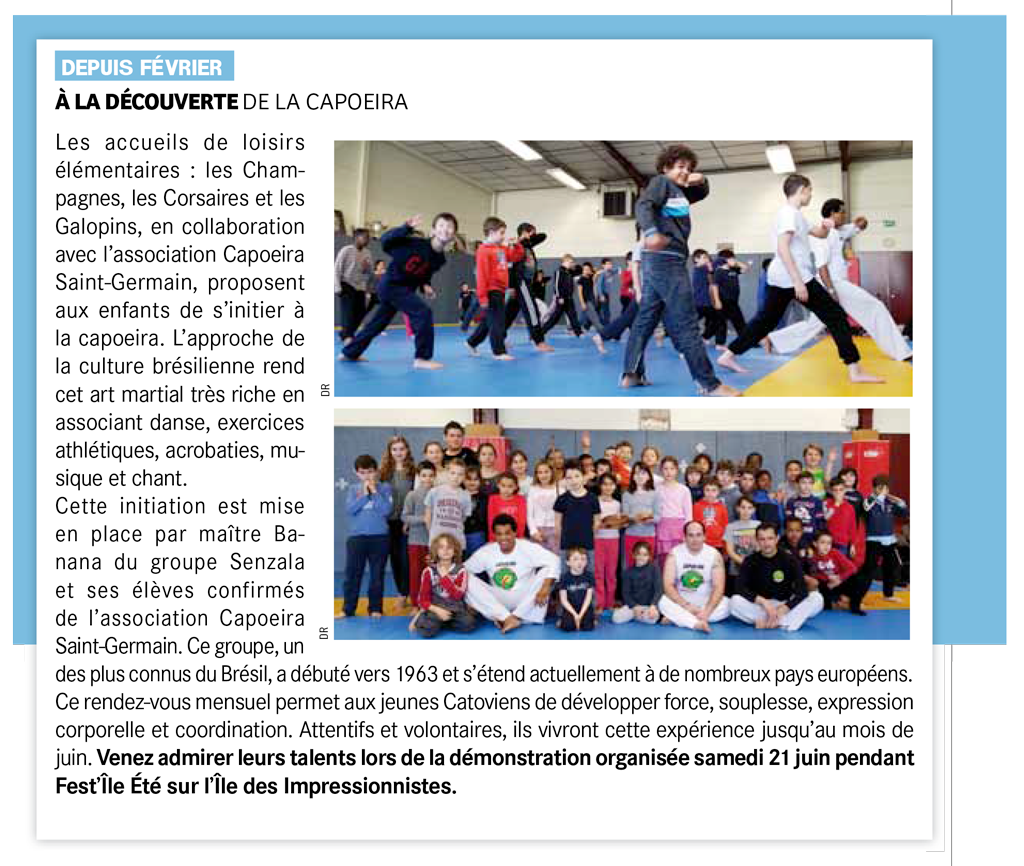 DEPUIS FÉVRIER
À LA DÉCOUVERTE DE LA CAPOEIRA
Les accueils de loisirs
élémentaires : les Cham-
pagnes, les Corsaires et les
Galopins, en collaboration
avec l'association Capoeira
Saint-Germain, proposent
aux enfants de s'initier à
la capoeira. L'approche de
la culture brésilienne rend
cet art martial très riche en
associant danse, exercices
athlétiques, acrobaties, mu-
sique et chant.
Cette initiation est mise
en place par maître Ba-
nana du groupe Senzala
et ses élèves confirmés
de l'association Capoeira
Saint-Germain. Ce groupe, un
des plus connus du Brésil, a débuté vers 1963 et s'étend actuellement à de nombreux pays européens.
Ce rendez-vous mensuel permet aux jeunes Catoviens de développer force, souplesse, expression
corporelle et coordination. Attentifs et volontaires, ils vivront cette expérience jusqu'au mois de
juin. Venez admirer leurs talents lors de la démonstration organisée samedi 21 juin pendant
Fest'Île Été sur l'Île des Impressionnistes.
DR
DR